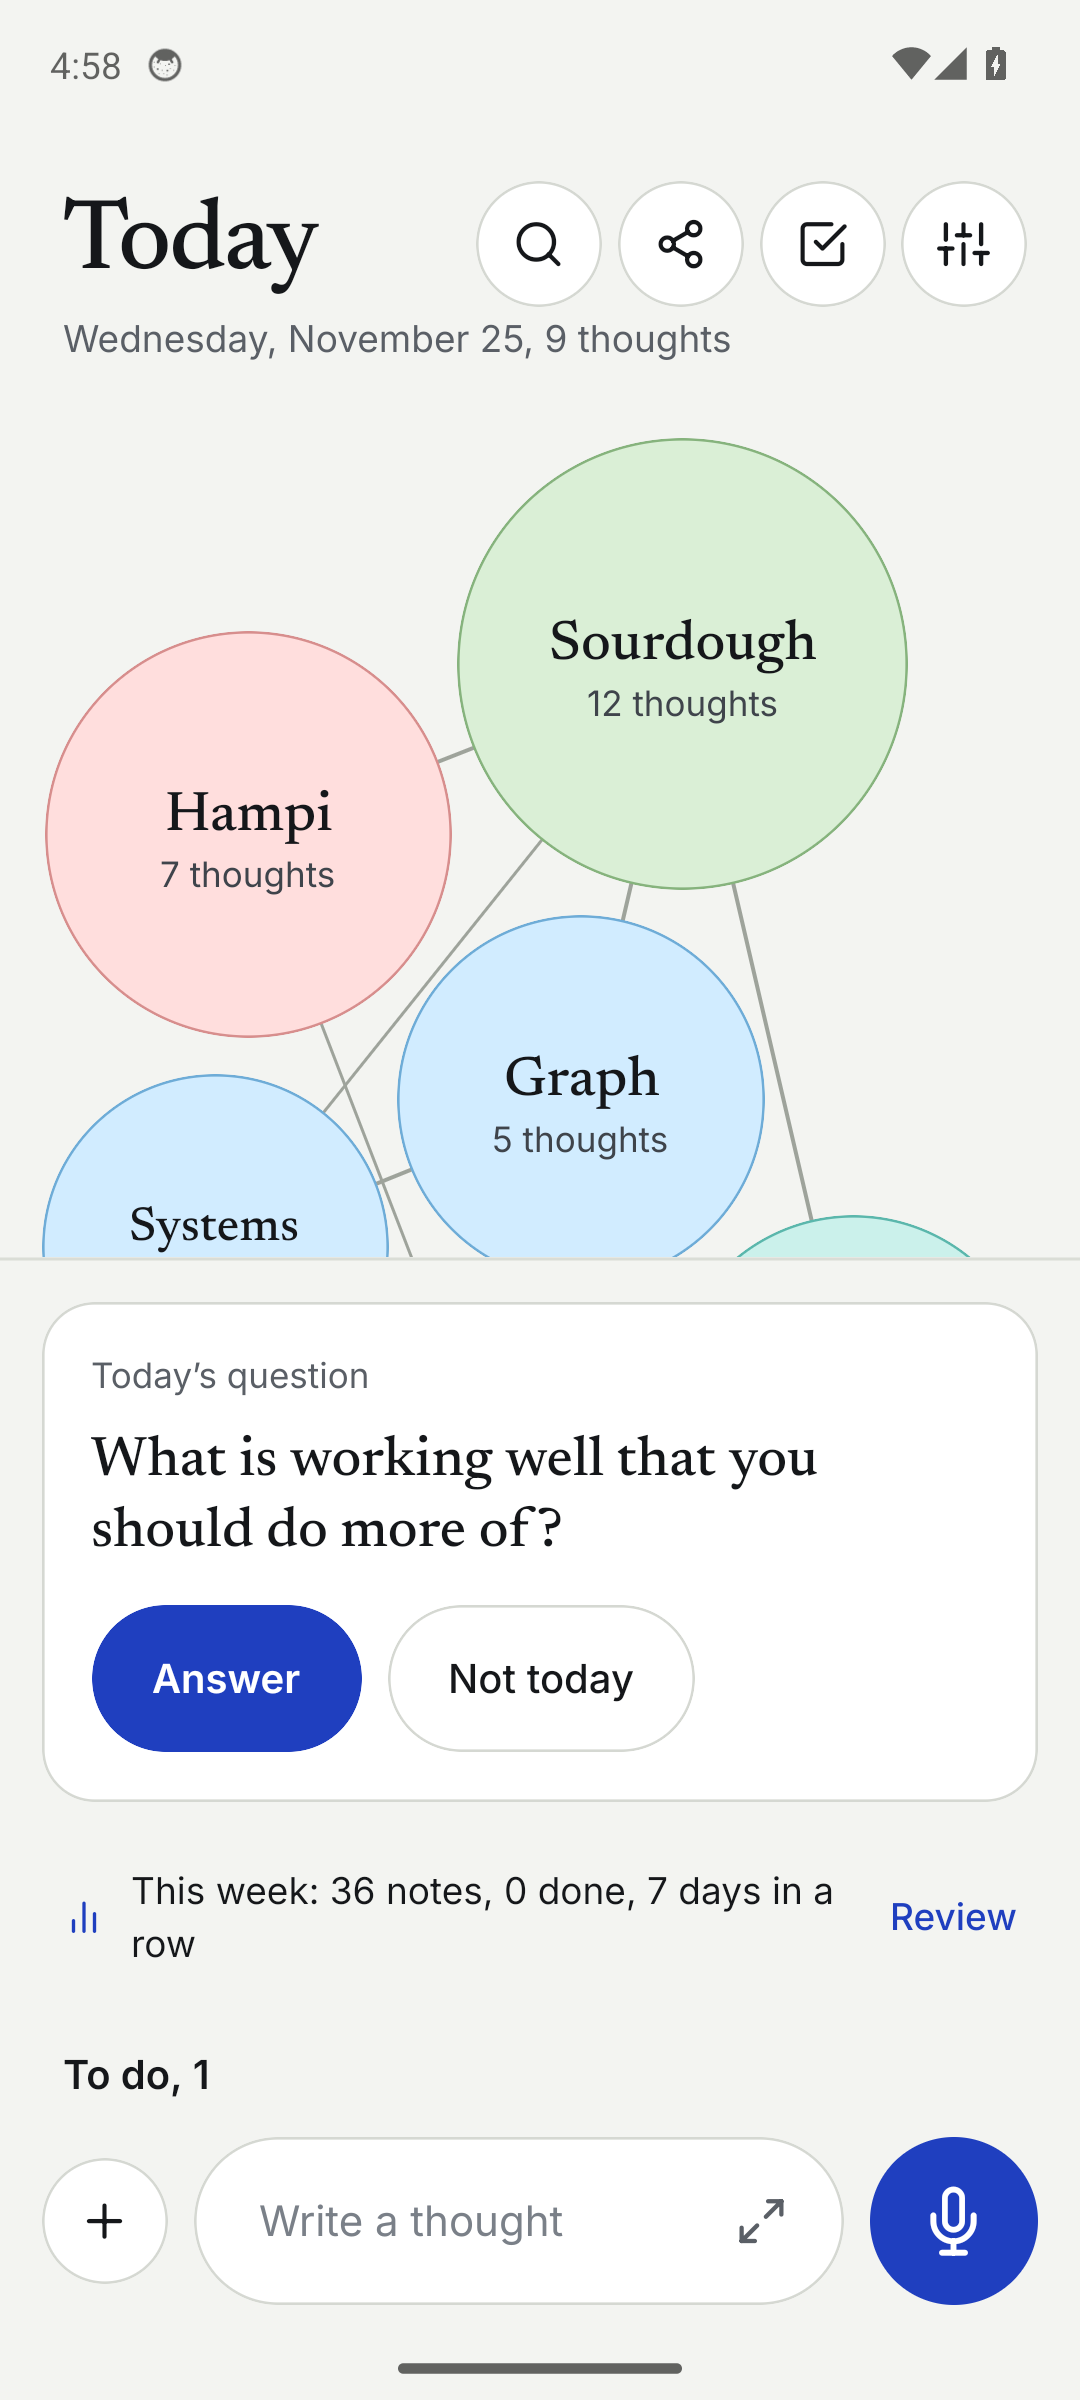 4:58
Today
Wednesday, November 25, 9 thoughts
Sourdough
12 thoughts
Hampi
7 thoughts
Graph
5 thoughts
Systems
Today’s question
What is working well that you
should do more of?
Answer
Not today
This week: 36 notes, 0 done, 7 days in a
row
Review
To do, 1
Write a thought